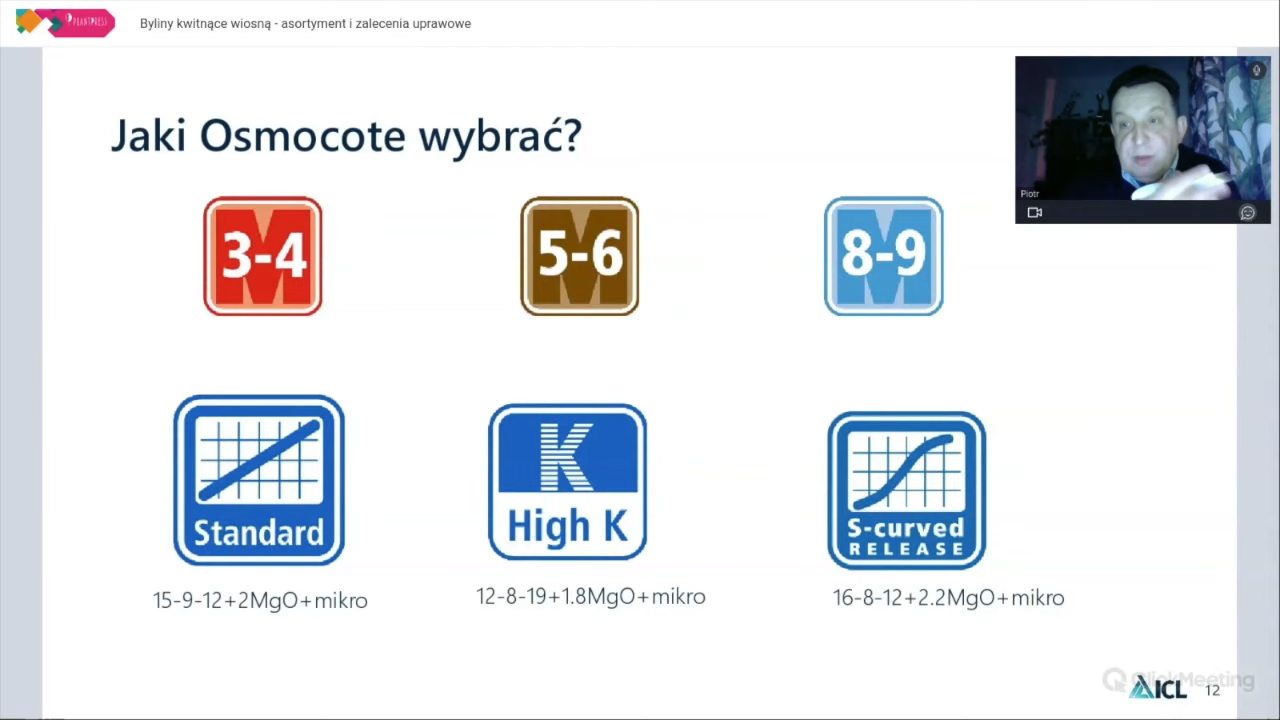 PLANTPRESS
Byliny kwitnące wiosną - asortyment i zalecenia uprawowe
Jaki Osmocote wybrać?
Piotr
3-4
5-6
8-9
M
M
M
Standard
K
High K
S-curved
RELEASE
15-9-12+2MgO+mikro
12-8-19+1.8MgO+mikro
16-8-12+2.2MgO+mikro
ClickMeeting
ICL
12